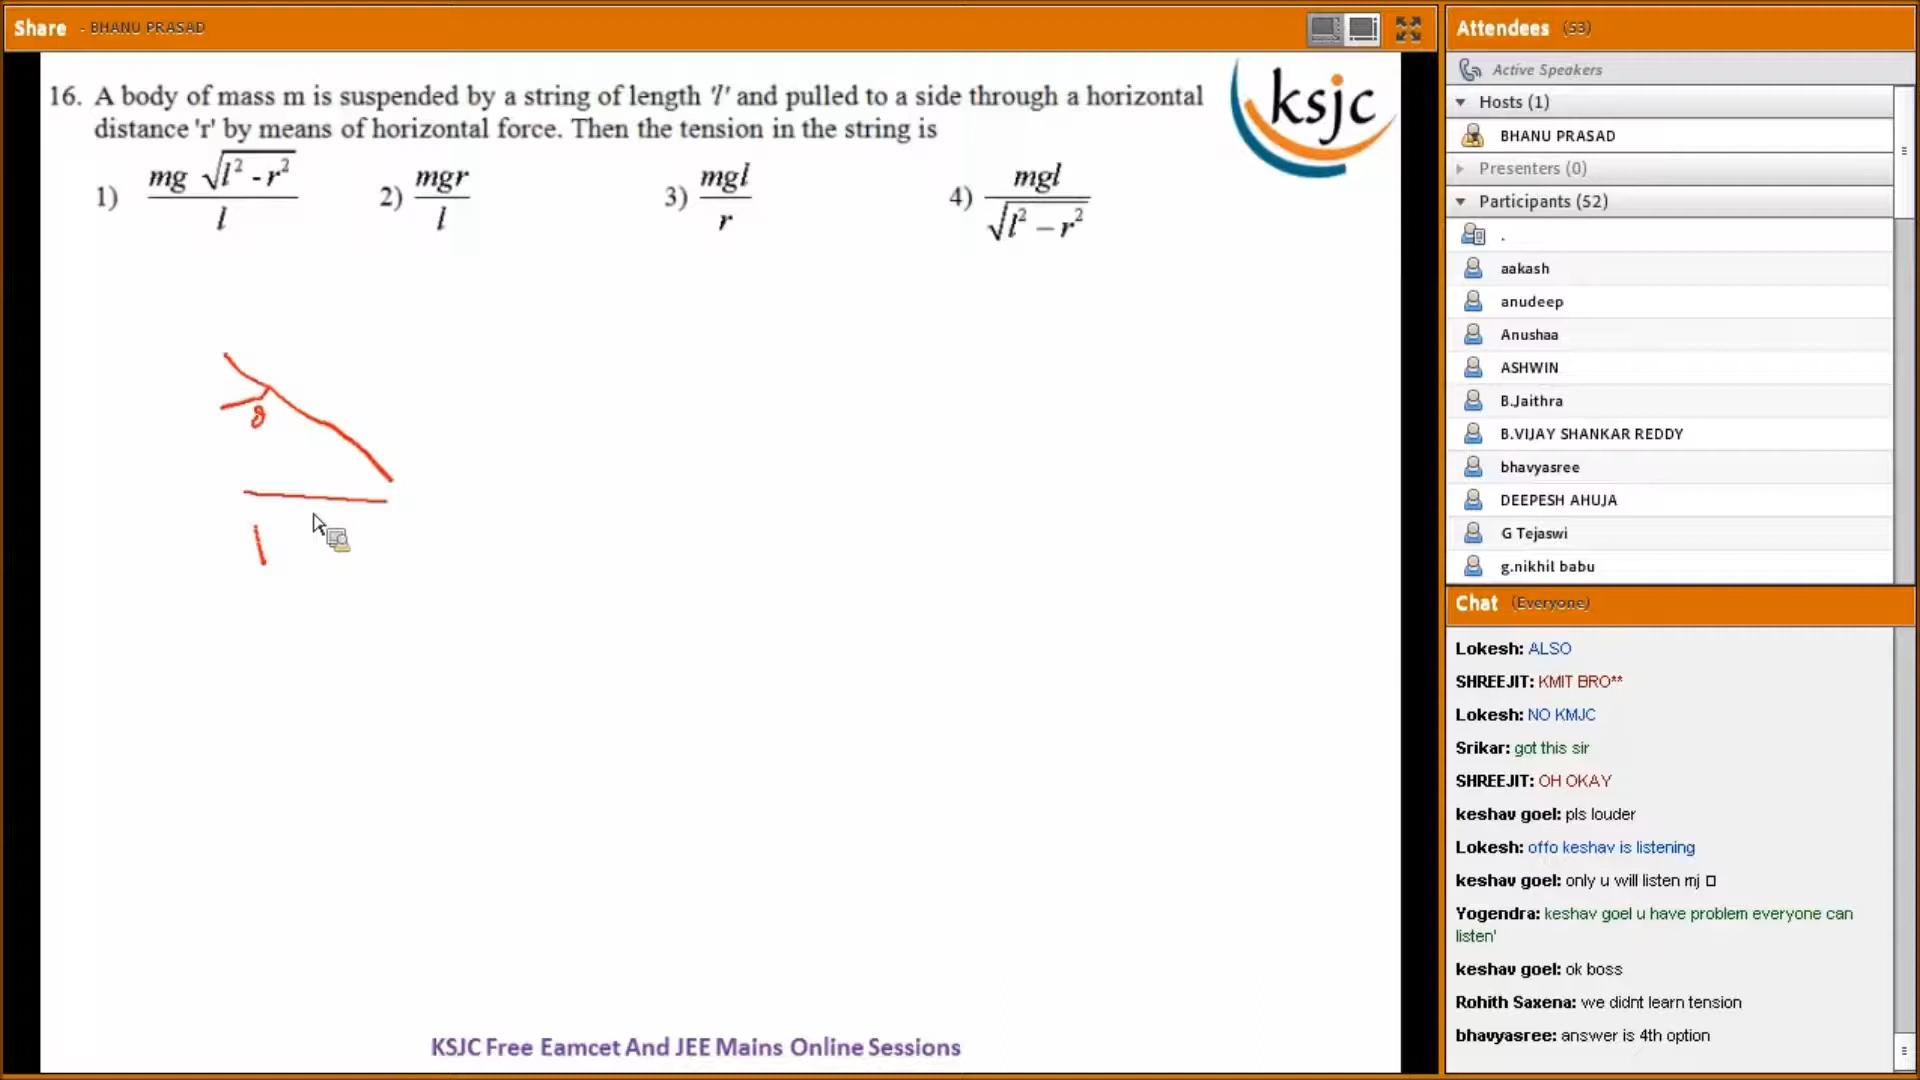 Share - BHANU PRASAD
16. A body of mass m is suspended by a string of length 'l' and pulled to a side through a horizontal
distance 'r' by means of horizontal force. Then the tension in the string is
1) mg √(l² - r²) / l 2) mgr / l 3) mgl / r 4) mgl / √(l² − r²)
ksjc
θ
KSJC Free Eamcet And JEE Mains Online Sessions
Attendees (53)
Active Speakers
Hosts (1)
BHANU PRASAD
Presenters (0)
Participants (52)
.
aakash
anudeep
Anushaa
ASHWIN
B.Jaithra
B.VIJAY SHANKAR REDDY
bhavyasree
DEEPESH AHUJA
G Tejaswi
g.nikhil babu
Chat (Everyone)
Lokesh: ALSO
SHREEJIT: KMIT BRO**
Lokesh: NO KMJC
Srikar: got this sir
SHREEJIT: OH OKAY
keshav goel: pls louder
Lokesh: offo keshav is listening
keshav goel: only u will listen mj
Yogendra: keshav goel u have problem everyone can
listen'
keshav goel: ok boss
Rohith Saxena: we didnt learn tension
bhavyasree: answer is 4th option